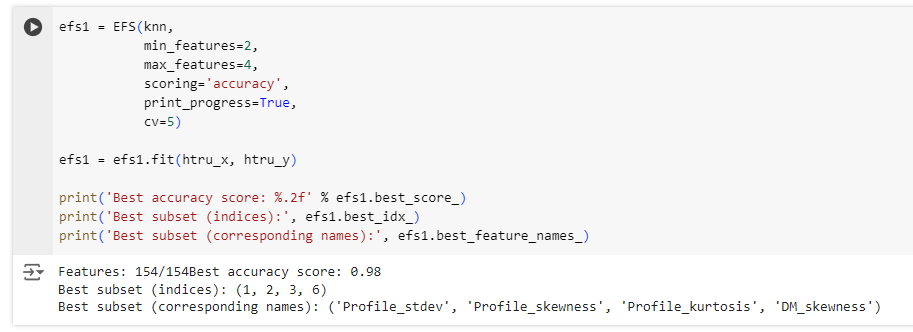 efs1 = EFS(knn,
           min_features=2,
           max_features=4,
           scoring='accuracy',
           print_progress=True,
           cv=5)
efs1 = efs1.fit(htru_x, htru_y)
print('Best accuracy score: %.2f' % efs1.best_score_)
print('Best subset (indices):', efs1.best_idx_)
print('Best subset (corresponding names):', efs1.best_feature_names_)
Features: 154/154Best accuracy score: 0.98
Best subset (indices): (1, 2, 3, 6)
Best subset (corresponding names): ('Profile_stdev', 'Profile_skewness', 'Profile_kurtosis', 'DM_skewness')